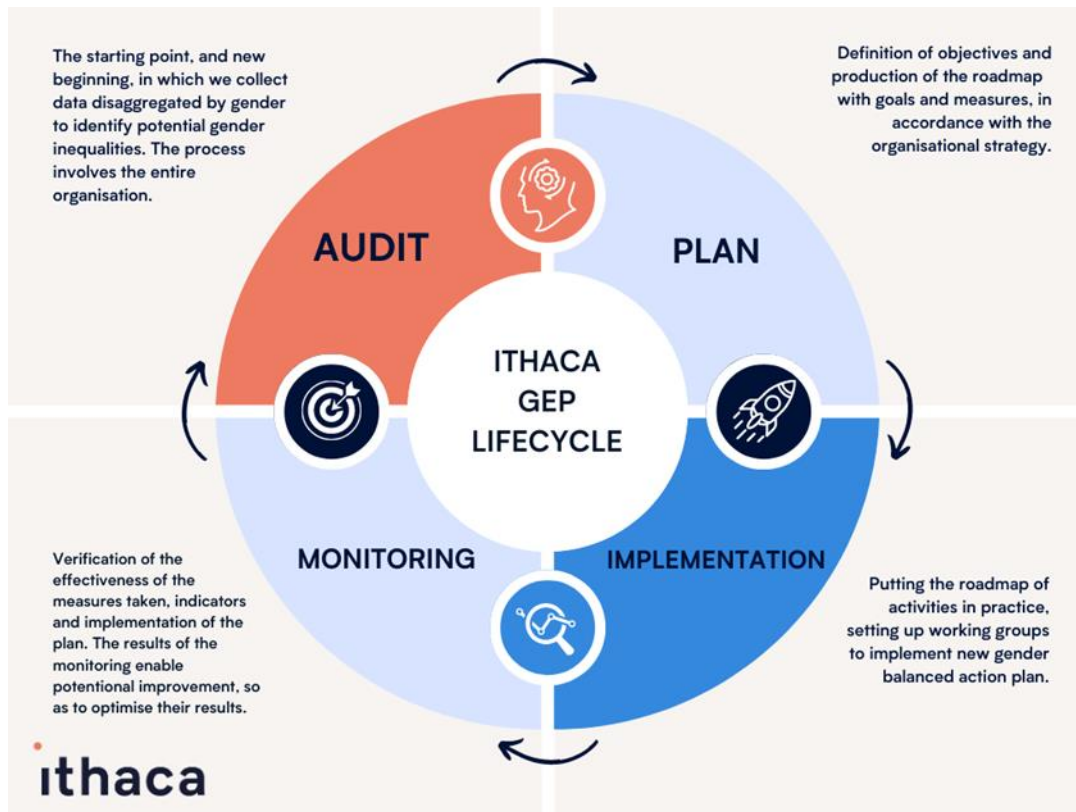 The starting point, and new
beginning, in which we collect
data disaggregated by gender
to identify potential gender
inequalities. The process
involves the entire
organisation.
Definition of objectives and
production of the roadmap
with goals and measures, in
accordance with the
organisational strategy.
AUDIT
PLAN
ITHACA
GEP
LIFECYCLE
MONITORING
IMPLEMENTATION
Verification of the
effectiveness of the
measures taken, indicators
and implementation of the
plan. The results of the
monitoring enable
potentional improvement, so
as to optimise their results.
Putting the roadmap of
activities in practice,
setting up working groups
to implement new gender
balanced action plan.
ithaca